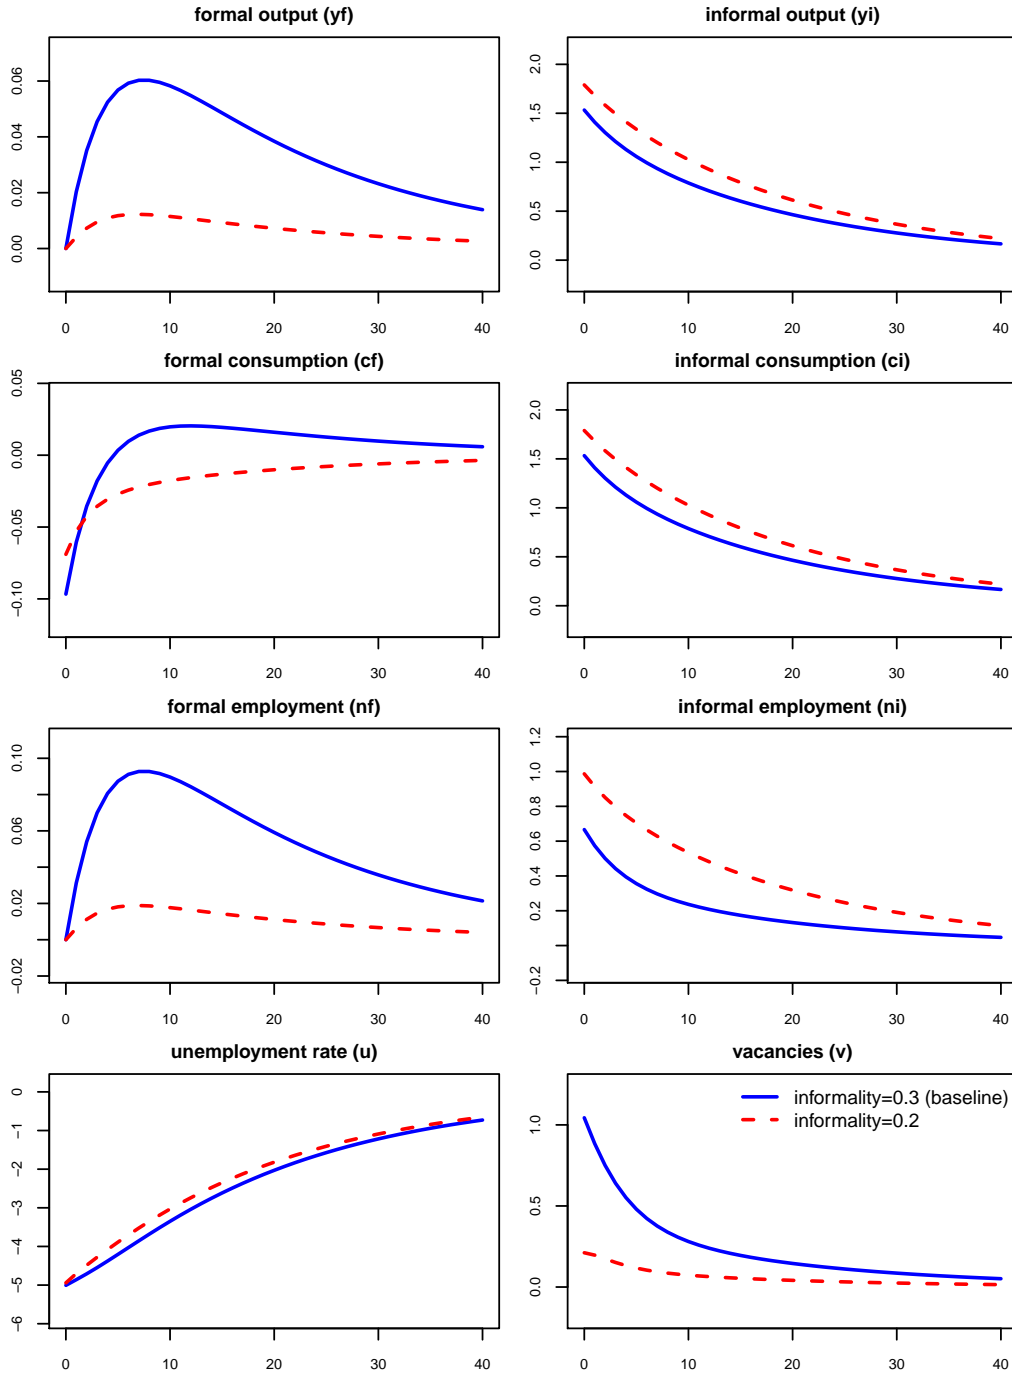 formal output (yf)
0.00 0.02 0.04 0.06
0 10 20 30 40
informal output (yi)
0.0 0.5 1.0 1.5 2.0
0 10 20 30 40
formal consumption (cf)
−0.10 −0.05 0.00 0.05
0 10 20 30 40
informal consumption (ci)
0.0 0.5 1.0 1.5 2.0
0 10 20 30 40
formal employment (nf)
−0.02 0.02 0.06 0.10
0 10 20 30 40
informal employment (ni)
−0.2 0.2 0.4 0.6 0.8 1.0 1.2
0 10 20 30 40
unemployment rate (u)
−6 −5 −4 −3 −2 −1 0
0 10 20 30 40
vacancies (v)
informality=0.3 (baseline)
informality=0.2
0.0 0.5 1.0
0 10 20 30 40